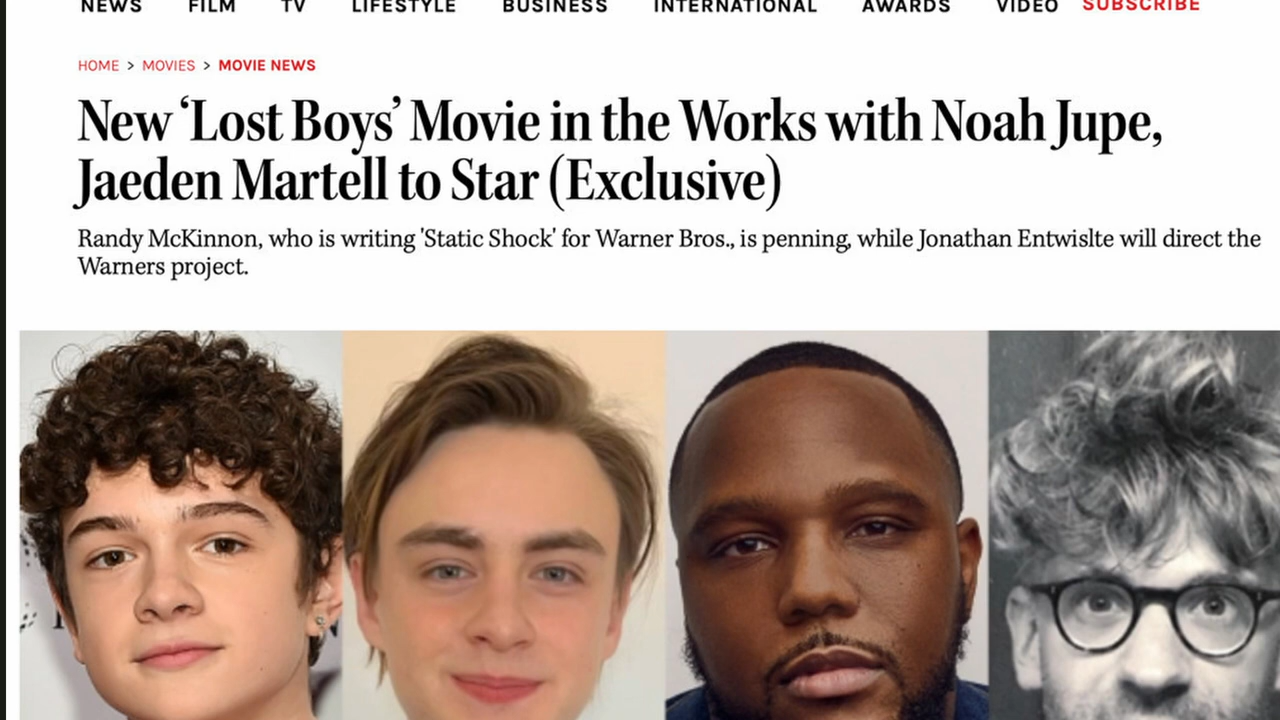 NEWS FILM TV LIFESTYLE BUSINESS INTERNATIONAL AWARDS VIDEO SUBSCRIBE
HOME > MOVIES > MOVIE NEWS
New ‘Lost Boys’ Movie in the Works with Noah Jupe,
Jaeden Martell to Star (Exclusive)
Randy McKinnon, who is writing 'Static Shock' for Warner Bros., is penning, while Jonathan Entwislte will direct the
Warners project.